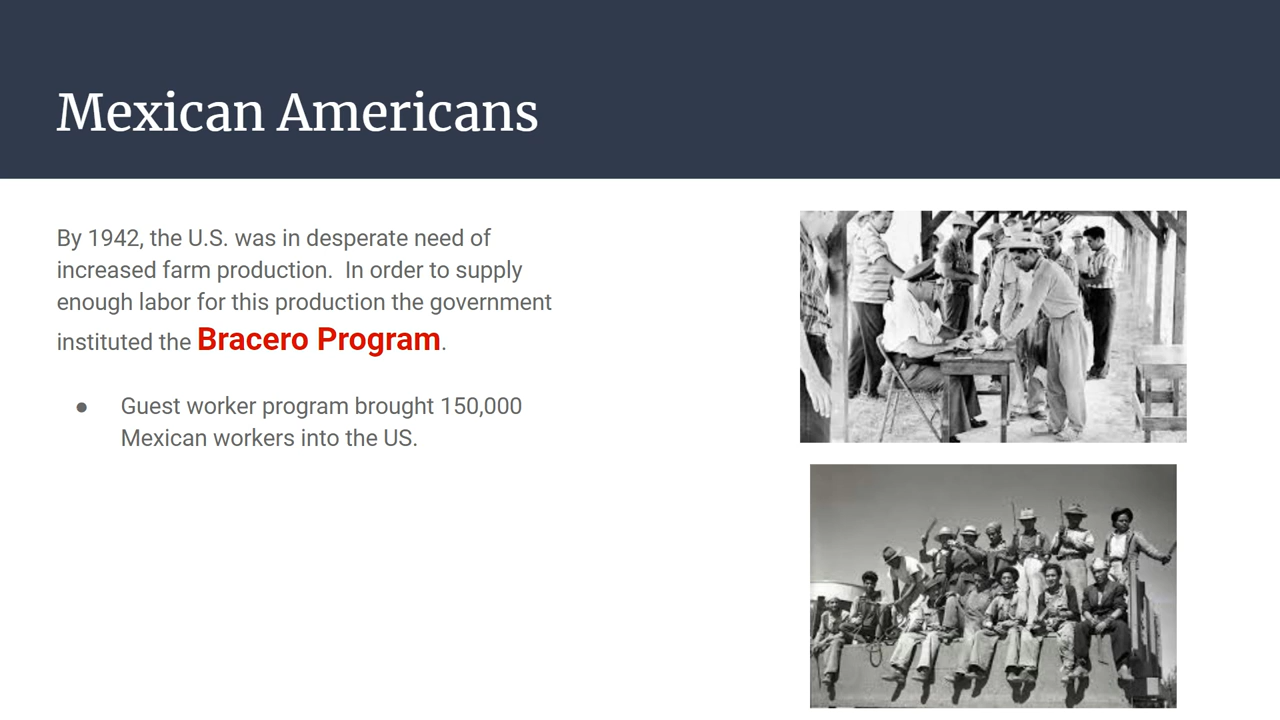 Mexican Americans
By 1942, the U.S. was in desperate need of
increased farm production.  In order to supply
enough labor for this production the government
instituted the Bracero Program.
● Guest worker program brought 150,000
Mexican workers into the US.